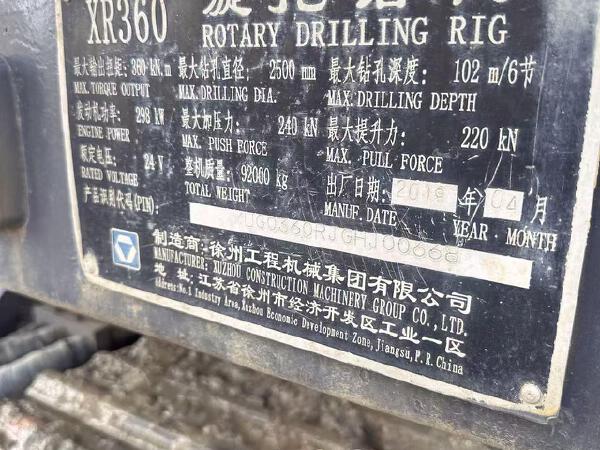 XR360 旋挖钻机
ROTARY DRILLING RIG
最大输出扭矩: 360 kN.m 最大钻孔直径: 2500 mm 最大钻孔深度: 102 m/6节
MAX. TORQUE OUTPUT MAX. DRILLING DIA. MAX. DRILLING DEPTH
发动机功率: 298 kW 最大加压力: 240 kN 最大提升力: 220 kN
ENGINE POWER MAX. PUSH FORCE MAX. PULL FORCE
额定电压: 24 V 整机质量: 92000 kg 出厂日期: 2019 年 04 月
RATED VOLTAGE TOTAL WEIGHT MANUF. DATE YEAR MONTH
产品识别代码(PIN):
XUG0360RJGHJ00668
制造商:徐州工程机械集团有限公司
MANUFACTURER: XUZHOU CONSTRUCTION MACHINERY GROUP CO., LTD.
地 址:江苏省徐州市经济开发区工业一区
Address:No.1 Industry Area, Xuzhou Economic Development Zone, Jiangsu, P. R. China